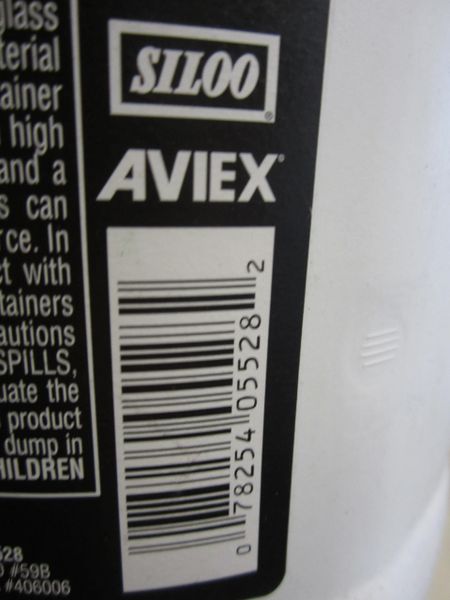 glass
terial
ainer
high
and a
s can
rce. In
t with
tainers
autions
SPILLS,
uate the
product
dump in
HILDREN
528
#59B
#406006
SILOO®
AVIEX
0 78254 05528 2